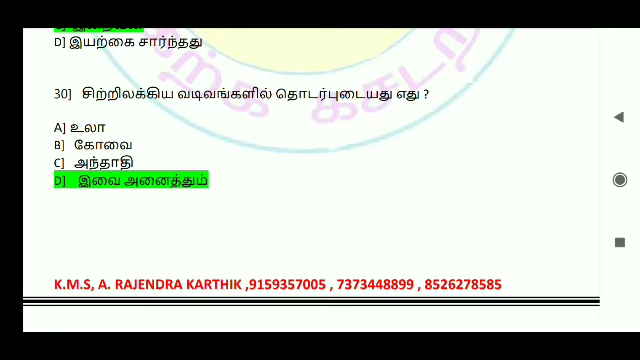 D] இயற்கை சார்ந்தது
30] சிற்றிலக்கிய வடிவங்களில் தொடர்புடையது எது ?
A] உலா
B] கோவை
C] அந்தாதி
D] இவை அனைத்தும்
K.M.S, A. RAJENDRA KARTHIK ,9159357005 , 7373448899 , 8526278585